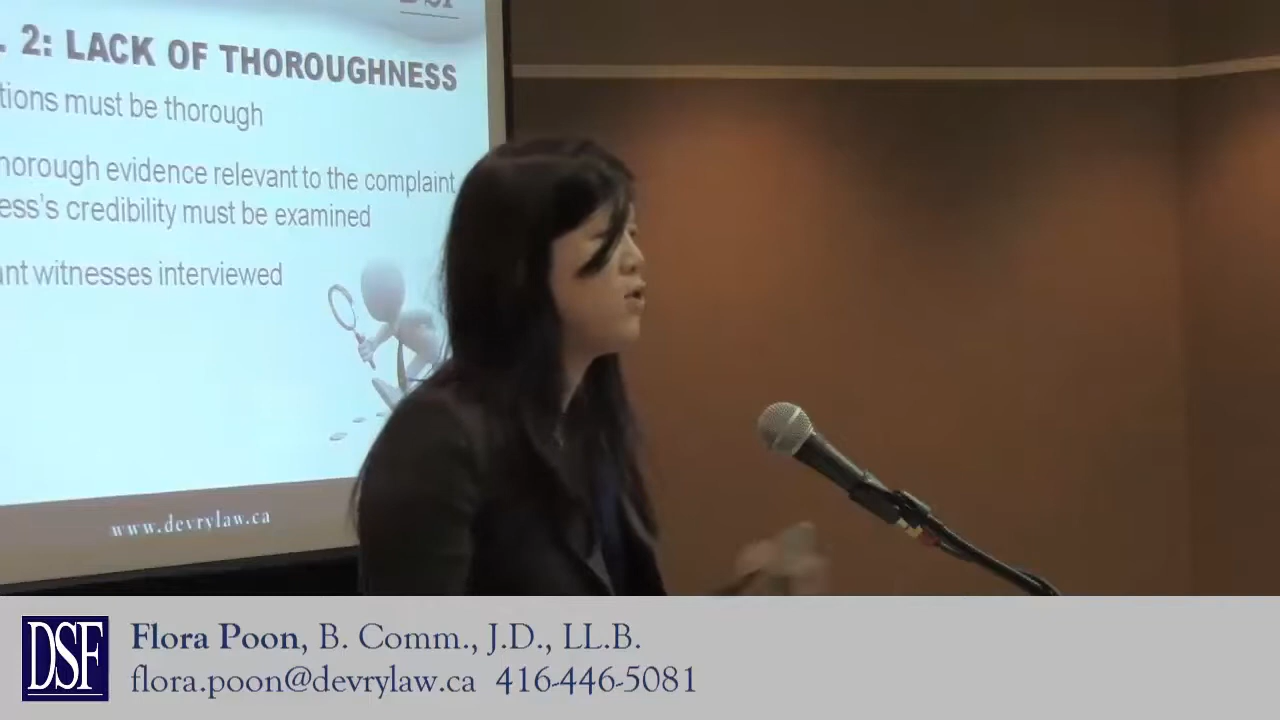 DSF
. 2: LACK OF THOROUGHNESS
tions must be thorough
horough evidence relevant to the complaint
ess's credibility must be examined
ant witnesses interviewed
www.devrylaw.ca
DSF
Flora Poon, B. Comm., J.D., LL.B.
flora.poon@devrylaw.ca 416-446-5081